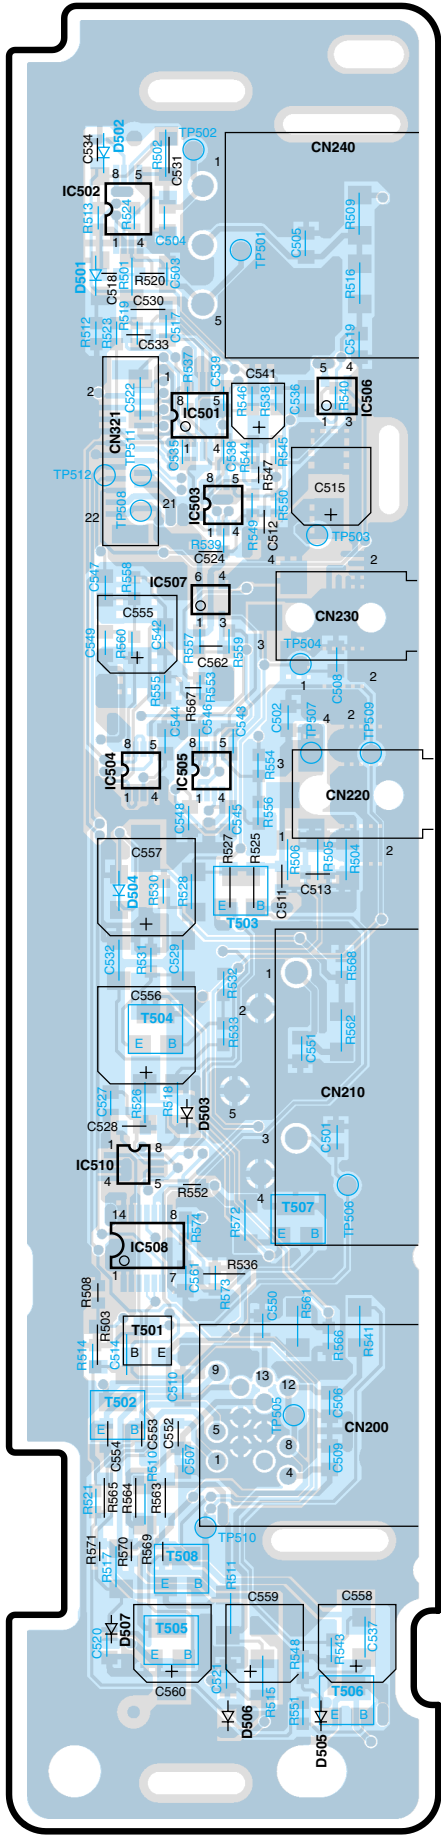 C534
D502
R502
C531
TP502
1
CN240
IC502
8 5
R513
R524
R509
C504
C505
TP501
1 4
D501
C518
R501
R520
C503
R516
C530
R519
C517
5
R512
R523
C533
C519
R537
C539
C541
5 4
2
1
C522
8 5
IC501
R546
R538
C536
R540
IC506
CN321
1 4
1 3
TP511
C535
C538
R544
R545
R547
TP512
8 5
C515
TP508
21
IC503
R550
22
1 4
R549
C512
TP503
R539
C524
4
2
C547
R558
IC507
6 4
C555
CN230
1 3
C549
R560
C542
R557
R559
3
C562
TP504
R555
R567
R553
1
C508
2
C544
C546
C543
C502
TP507
4
2
TP509
8 5
8 5
IC504
IC505
R554
3
CN220
1 4
1 4
C548
C545
R556
R527
R525
1
C557
R506
R505
R504
2
D504
R530
R528
C511
C513
E B
T503
C532
R531
C529
R568
1
C556
R532
T504
2
R562
E B
R533
C551
C527
R526
R518
D503
5
CN210
C528
C501
8
3
IC510
4
5
R552
4
TP506
14 8
R574
R572
T507
IC508
E B
1 7
C561
R536
R573
R508
C550
R561
R503
T501
R566
R541
R514
C514
B E
9
13
12
C510
T502
C506
TP505
E B
C553
C552
5
CN200
C554
R510
C507
8
C509
1
4
R521
R565
R564
R563
TP510
R571
R517
R570
R569
T508
E B
R511
D507
C559
C558
C520
T505
R543
C537
E B
R548
C521
T506
C560
R515
R551
E B
D506
D505